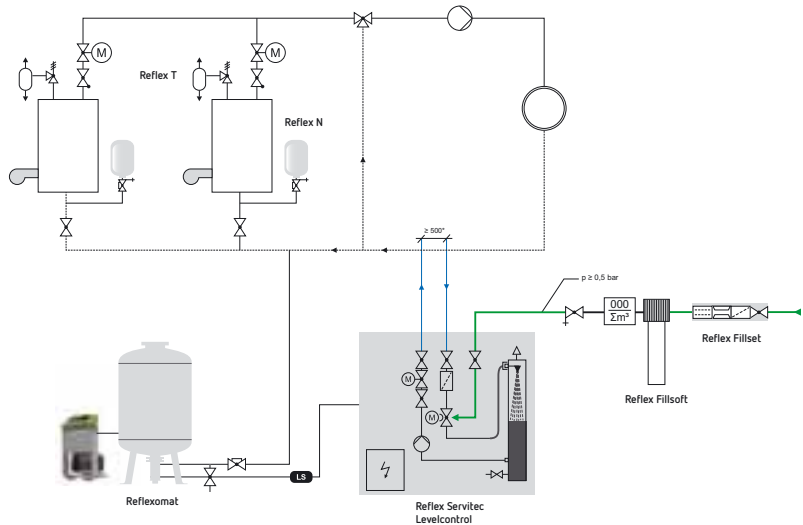 M
M
Reflex T
Reflex N
≥ 500*
p ≥ 0,5 bar
000
Σm³
Reflex Fillset
Reflex Fillsoft
M
M
LS
Reflexomat
Reflex Servitec
Levelcontrol